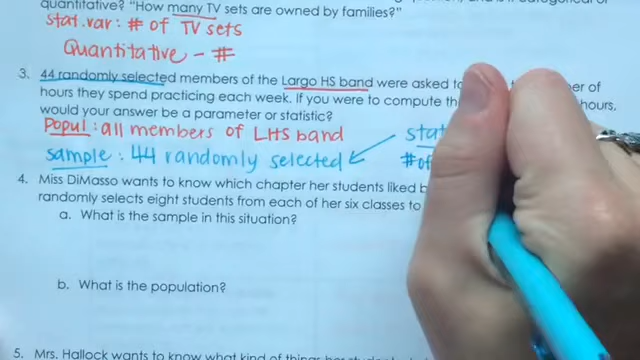 quantitative? "How many TV sets are owned by families?"
stat.var: # of TV sets
Quantitative - #
3. 44 randomly selected members of the Largo HS band were asked to of
hours they spend practicing each week. If you were to compute hours,
would your answer be a parameter or statistic?
Popul: all members of LHS band
stat
sample: 44 randomly selected
# of
4. Miss DiMasso wants to know which chapter her students liked
randomly selects eight students from each of her six classes to
a. What is the sample in this situation?
b. What is the population?
5. Mrs. Hallock wants to know what kind of things her